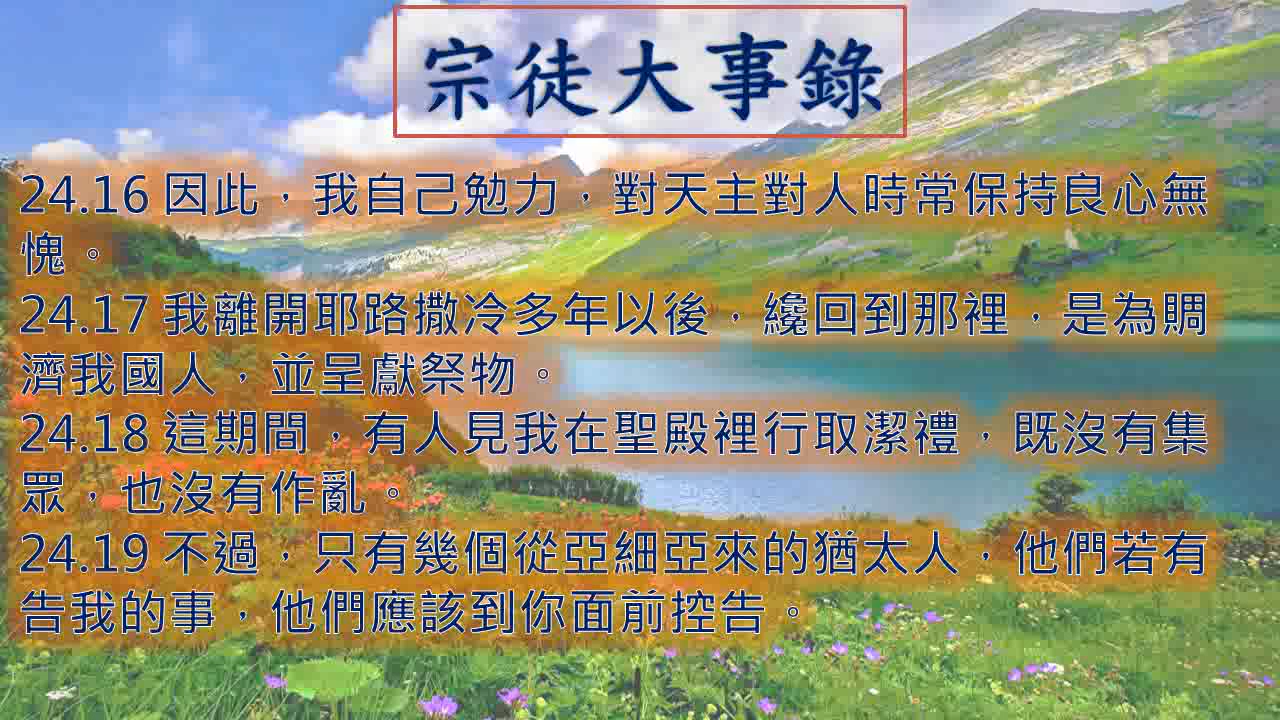 宗徒大事錄
24.16 因此，我自己勉力，對天主對人時常保持良心無
愧。
24.17 我離開耶路撒冷多年以後，纔回到那裡，是為賙
濟我國人，並呈獻祭物。
24.18 這期間，有人見我在聖殿裡行取潔禮，既沒有集
眾，也沒有作亂。
24.19 不過，只有幾個從亞細亞來的猶太人，他們若有
告我的事，他們應該到你面前控告。